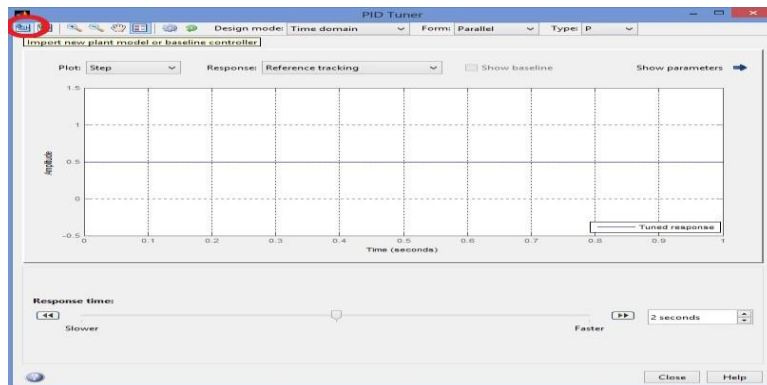 PID Tuner
Design mode: Time domain Form: Parallel Type: P
Import new plant model or baseline controller
Plot: Step Response: Reference tracking Show baseline Show parameters
1.5
1
0.5
0
-0.5
Amplitude
0 0.1 0.2 0.3 0.4 0.5 0.6 0.7 0.8 0.9 1
Time (seconds)
Tuned response
Response time:
2 seconds
Slower Faster
Close Help